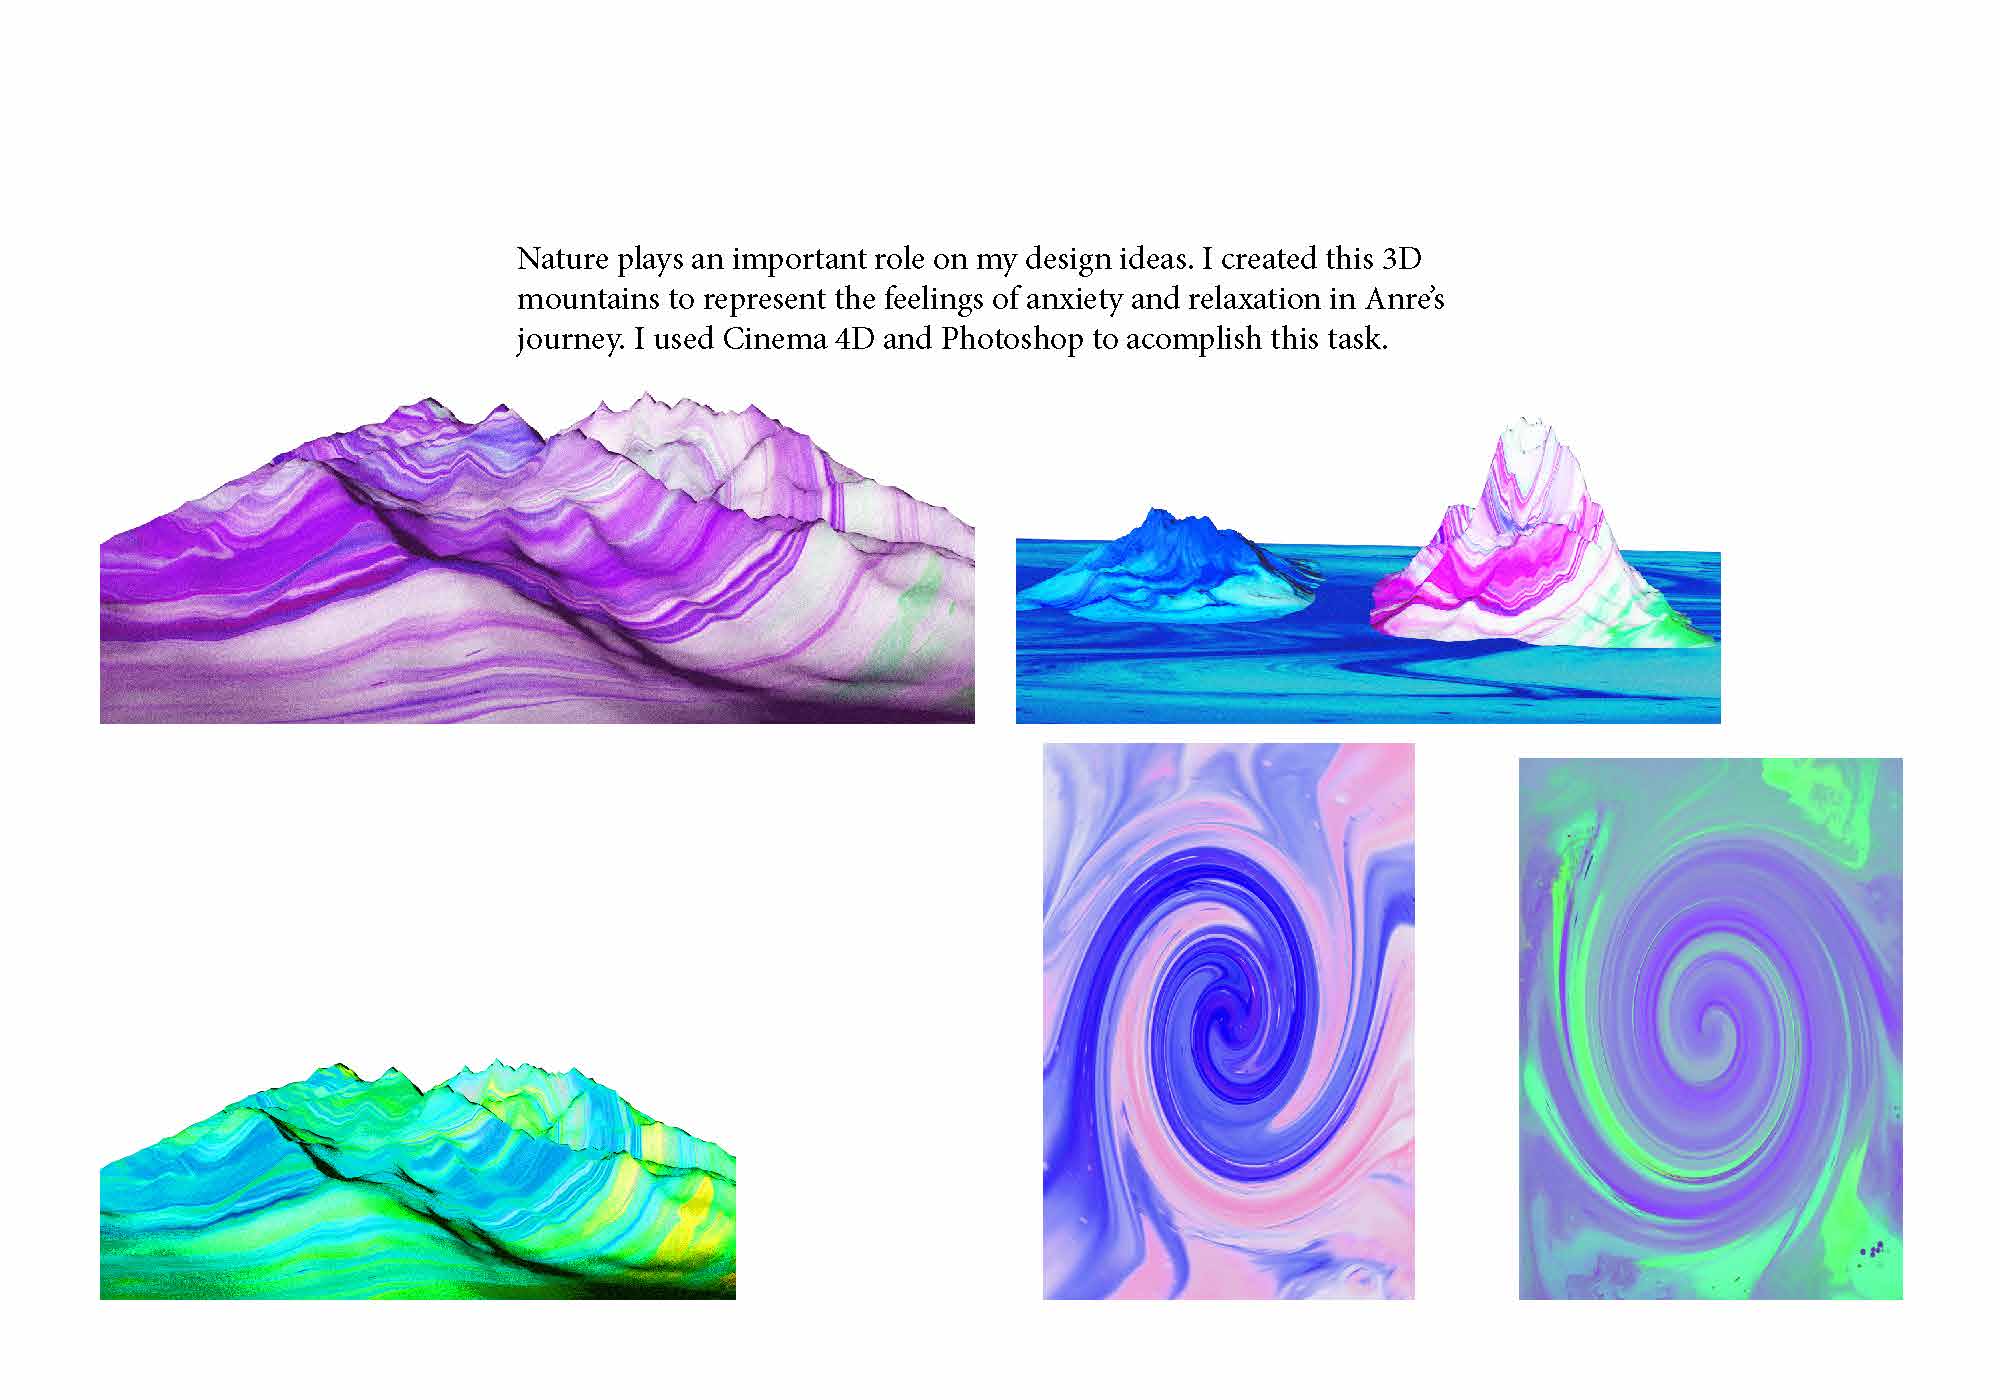 Nature plays an important role on my design ideas. I created this 3D
mountains to represent the feelings of anxiety and relaxation in Anre’s
journey. I used Cinema 4D and Photoshop to acomplish this task.